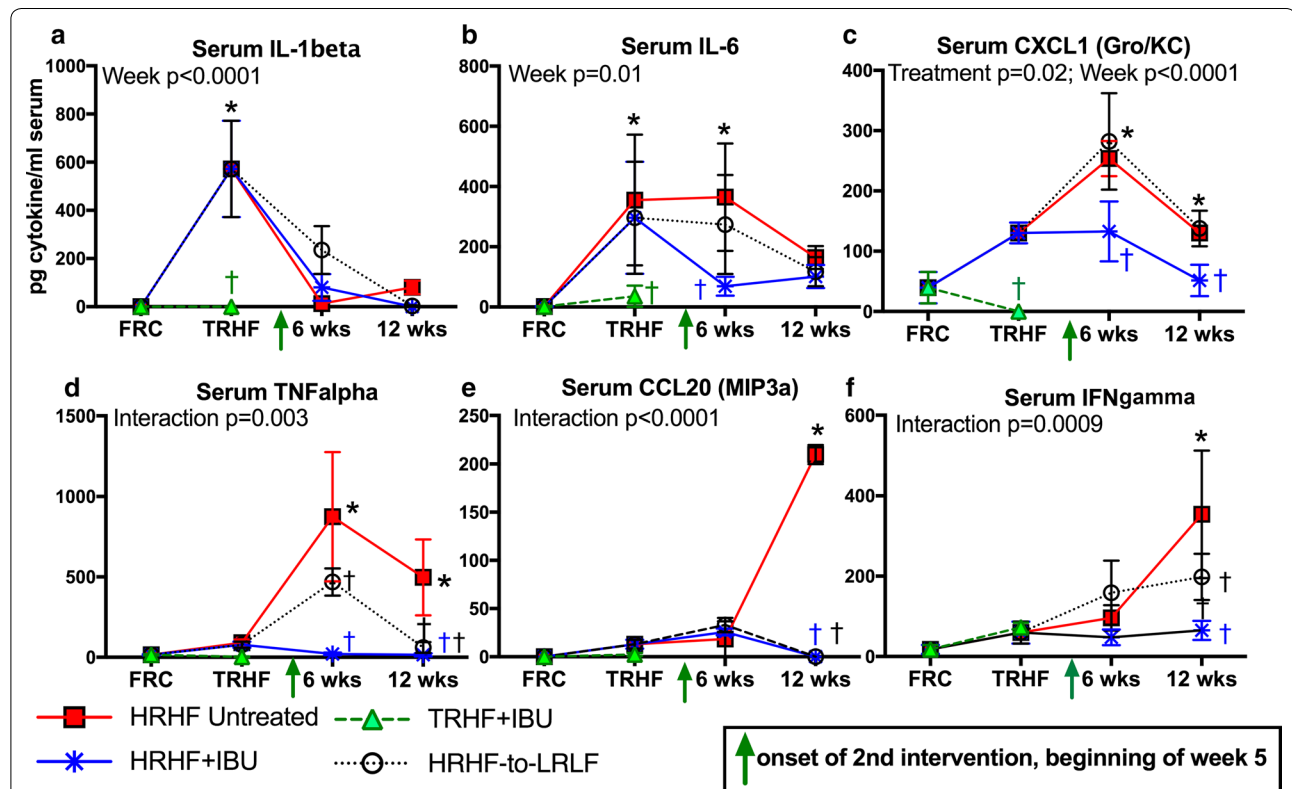 a
Serum IL-1beta
Week p<0.0001
pg cytokine/ml serum
1000
800
600
400
200
0
*
†
FRC TRHF 6 wks 12 wks
b
Serum IL-6
Week p=0.01
800
600
400
200
0
* *
† †
FRC TRHF 6 wks 12 wks
c
Serum CXCL1 (Gro/KC)
Treatment p=0.02; Week p<0.0001
400
300
200
100
0
* *
† † †
FRC TRHF 6 wks 12 wks
d
Serum TNFalpha
Interaction p=0.003
1500
1000
500
0
* *
† † ††
FRC TRHF 6 wks 12 wks
e
Serum CCL20 (MIP3a)
Interaction p<0.0001
250
200
150
100
50
0
*
† †
FRC TRHF 6 wks 12 wks
f
Serum IFNgamma
Interaction p=0.0009
600
400
200
0
*
†
†
FRC TRHF 6 wks 12 wks
HRHF Untreated
TRHF+IBU
HRHF+IBU
HRHF-to-LRLF
onset of 2nd intervention, beginning of week 5